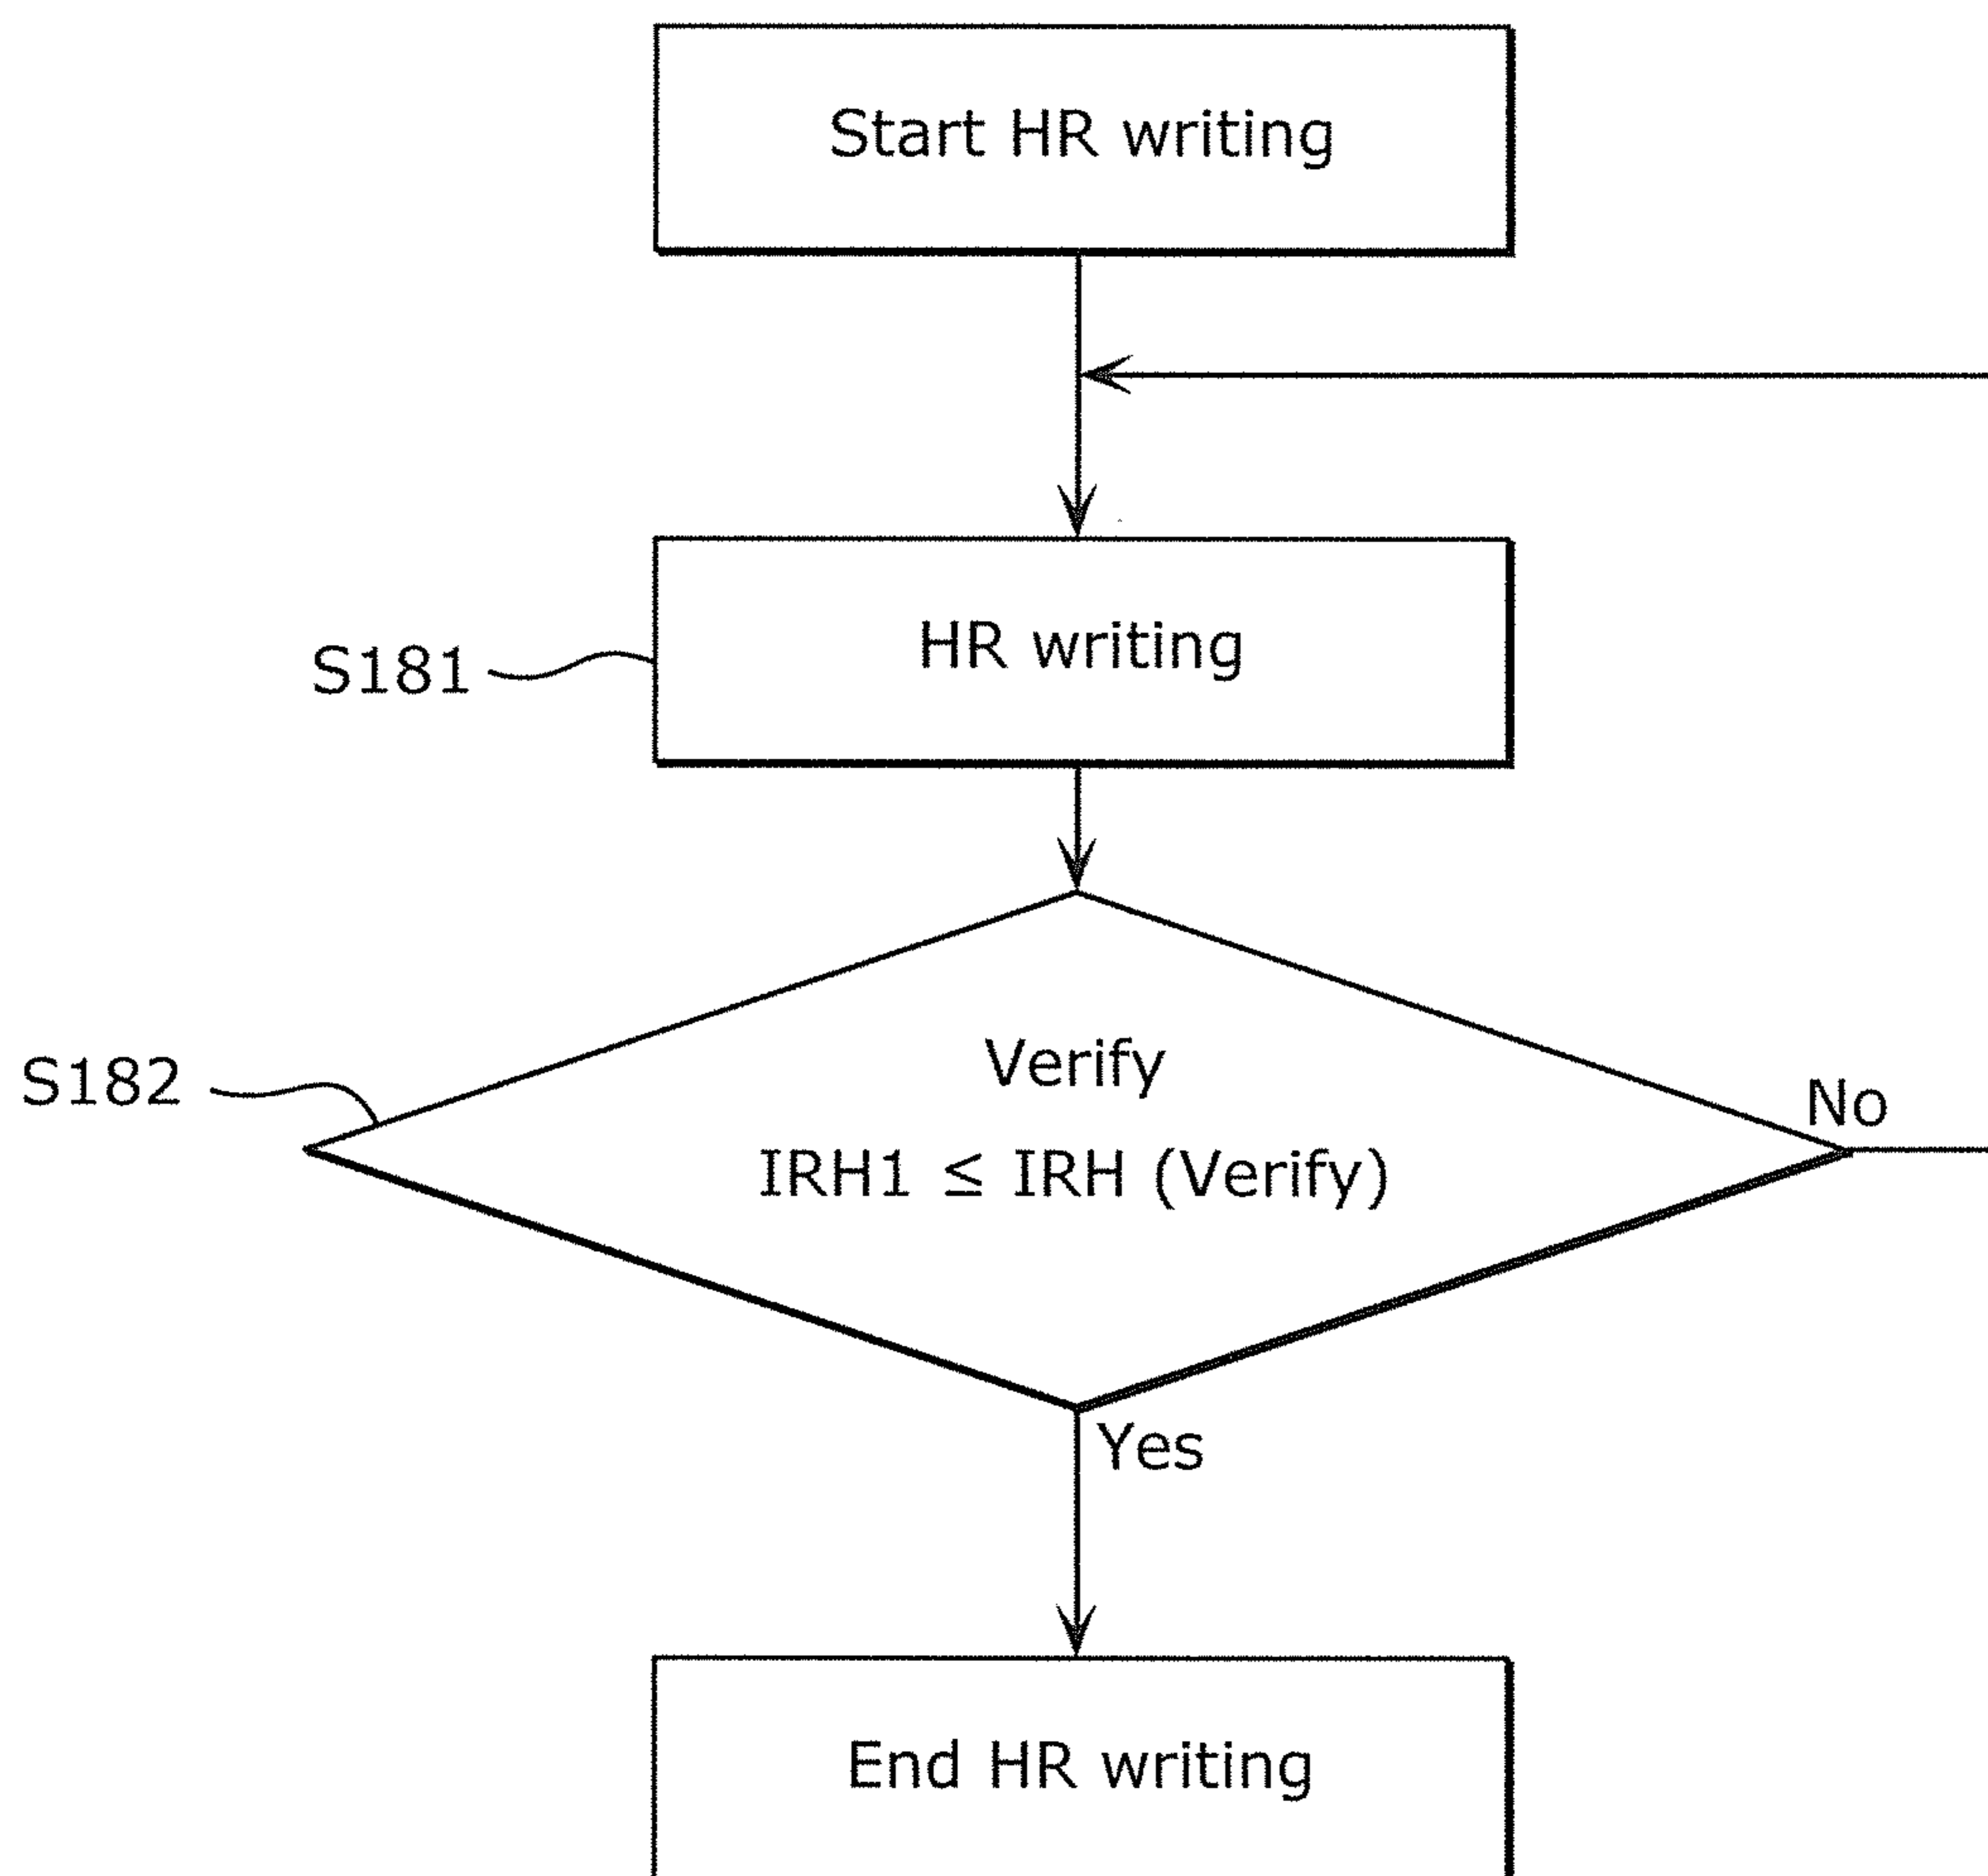 Start HR writing
HR writing
S181
Verify
S182
No
IRH1 ≤ IRH (Verify)
Yes
End HR writing